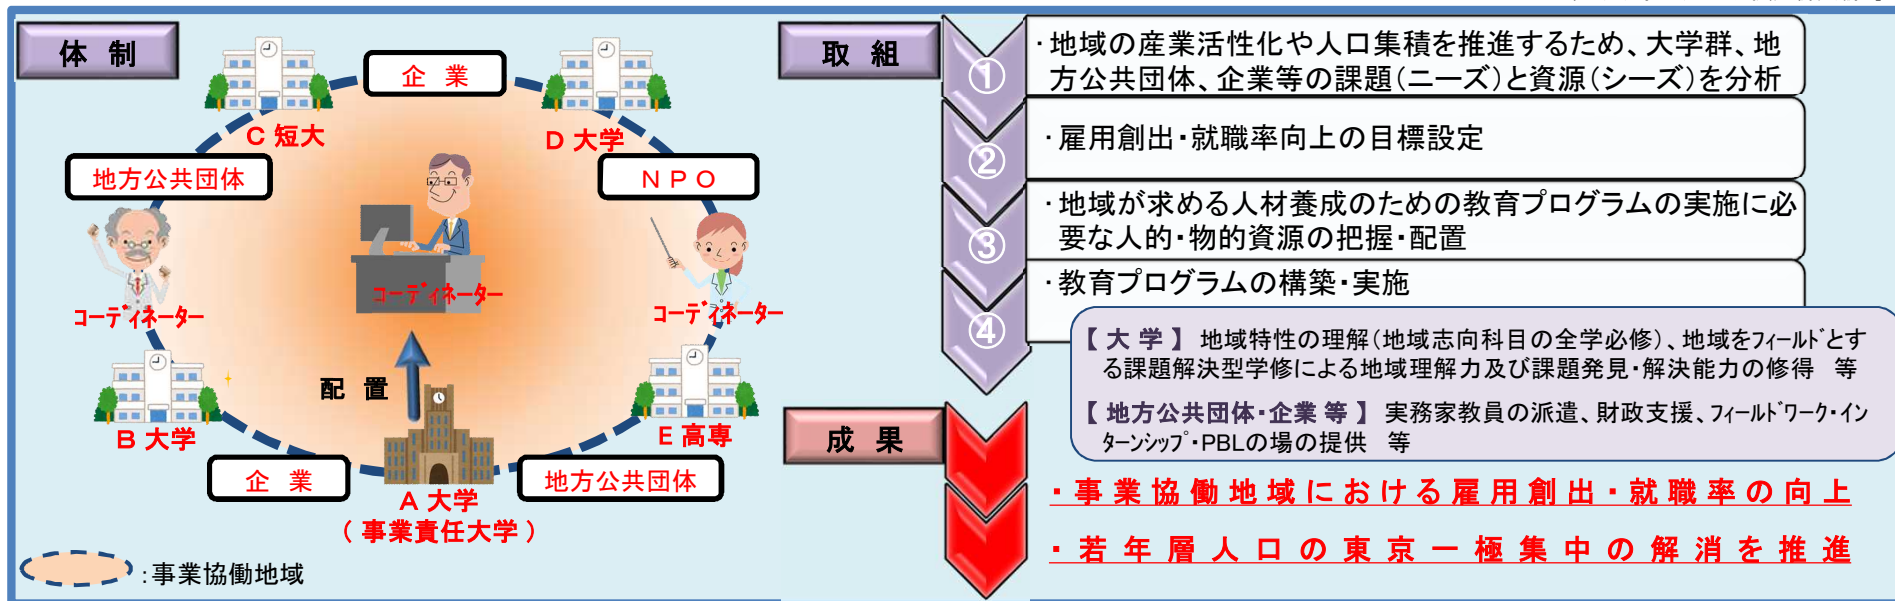 体 制
企 業
C 短大
D 大学
地方公共団体
N P O
コーディネーター
コーディネーター
コーディネーター
配 置
B 大学
E 高専
企 業
A 大学
（ 事業責任大学 ）
地方公共団体
：事業協働地域
取 組
①
・地域の産業活性化や人口集積を推進するため、大学群、地
方公共団体、企業等の課題（ニーズ）と資源（シーズ）を分析
②
・雇用創出・就職率向上の目標設定
③
・地域が求める人材養成のための教育プログラムの実施に必
要な人的・物的資源の把握・配置
④
・教育プログラムの構築・実施
【 大 学 】 地域特性の理解（地域志向科目の全学必修）、地域をフィールドとす
る課題解決型学修による地域理解力及び課題発見・解決能力の修得 等
【 地方公共団体・企業 等 】 実務家教員の派遣、財政支援、フィールドワーク・イン
ターンシップ・PBLの場の提供 等
成 果
・事業協働地域における雇用創出・就職率の向上
・若年層人口の東京一極集中の解消を推進